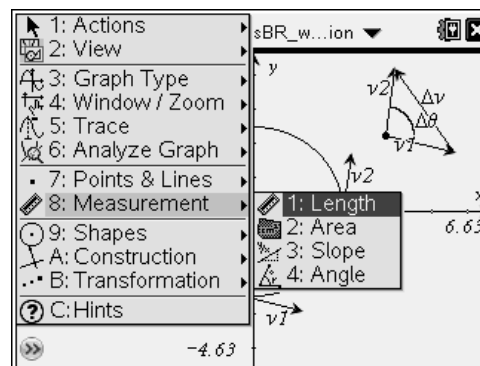 1: Actions
2: View
3: Graph Type
4: Window / Zoom
5: Trace
6: Analyze Graph
7: Points & Lines
8: Measurement
9: Shapes
A: Construction
B: Transformation
C: Hints
sBR_w...ion
y
v2
Δv
Δθ
v1
v2
x
6.63
1: Length
2: Area
3: Slope
4: Angle
v1
-4.63